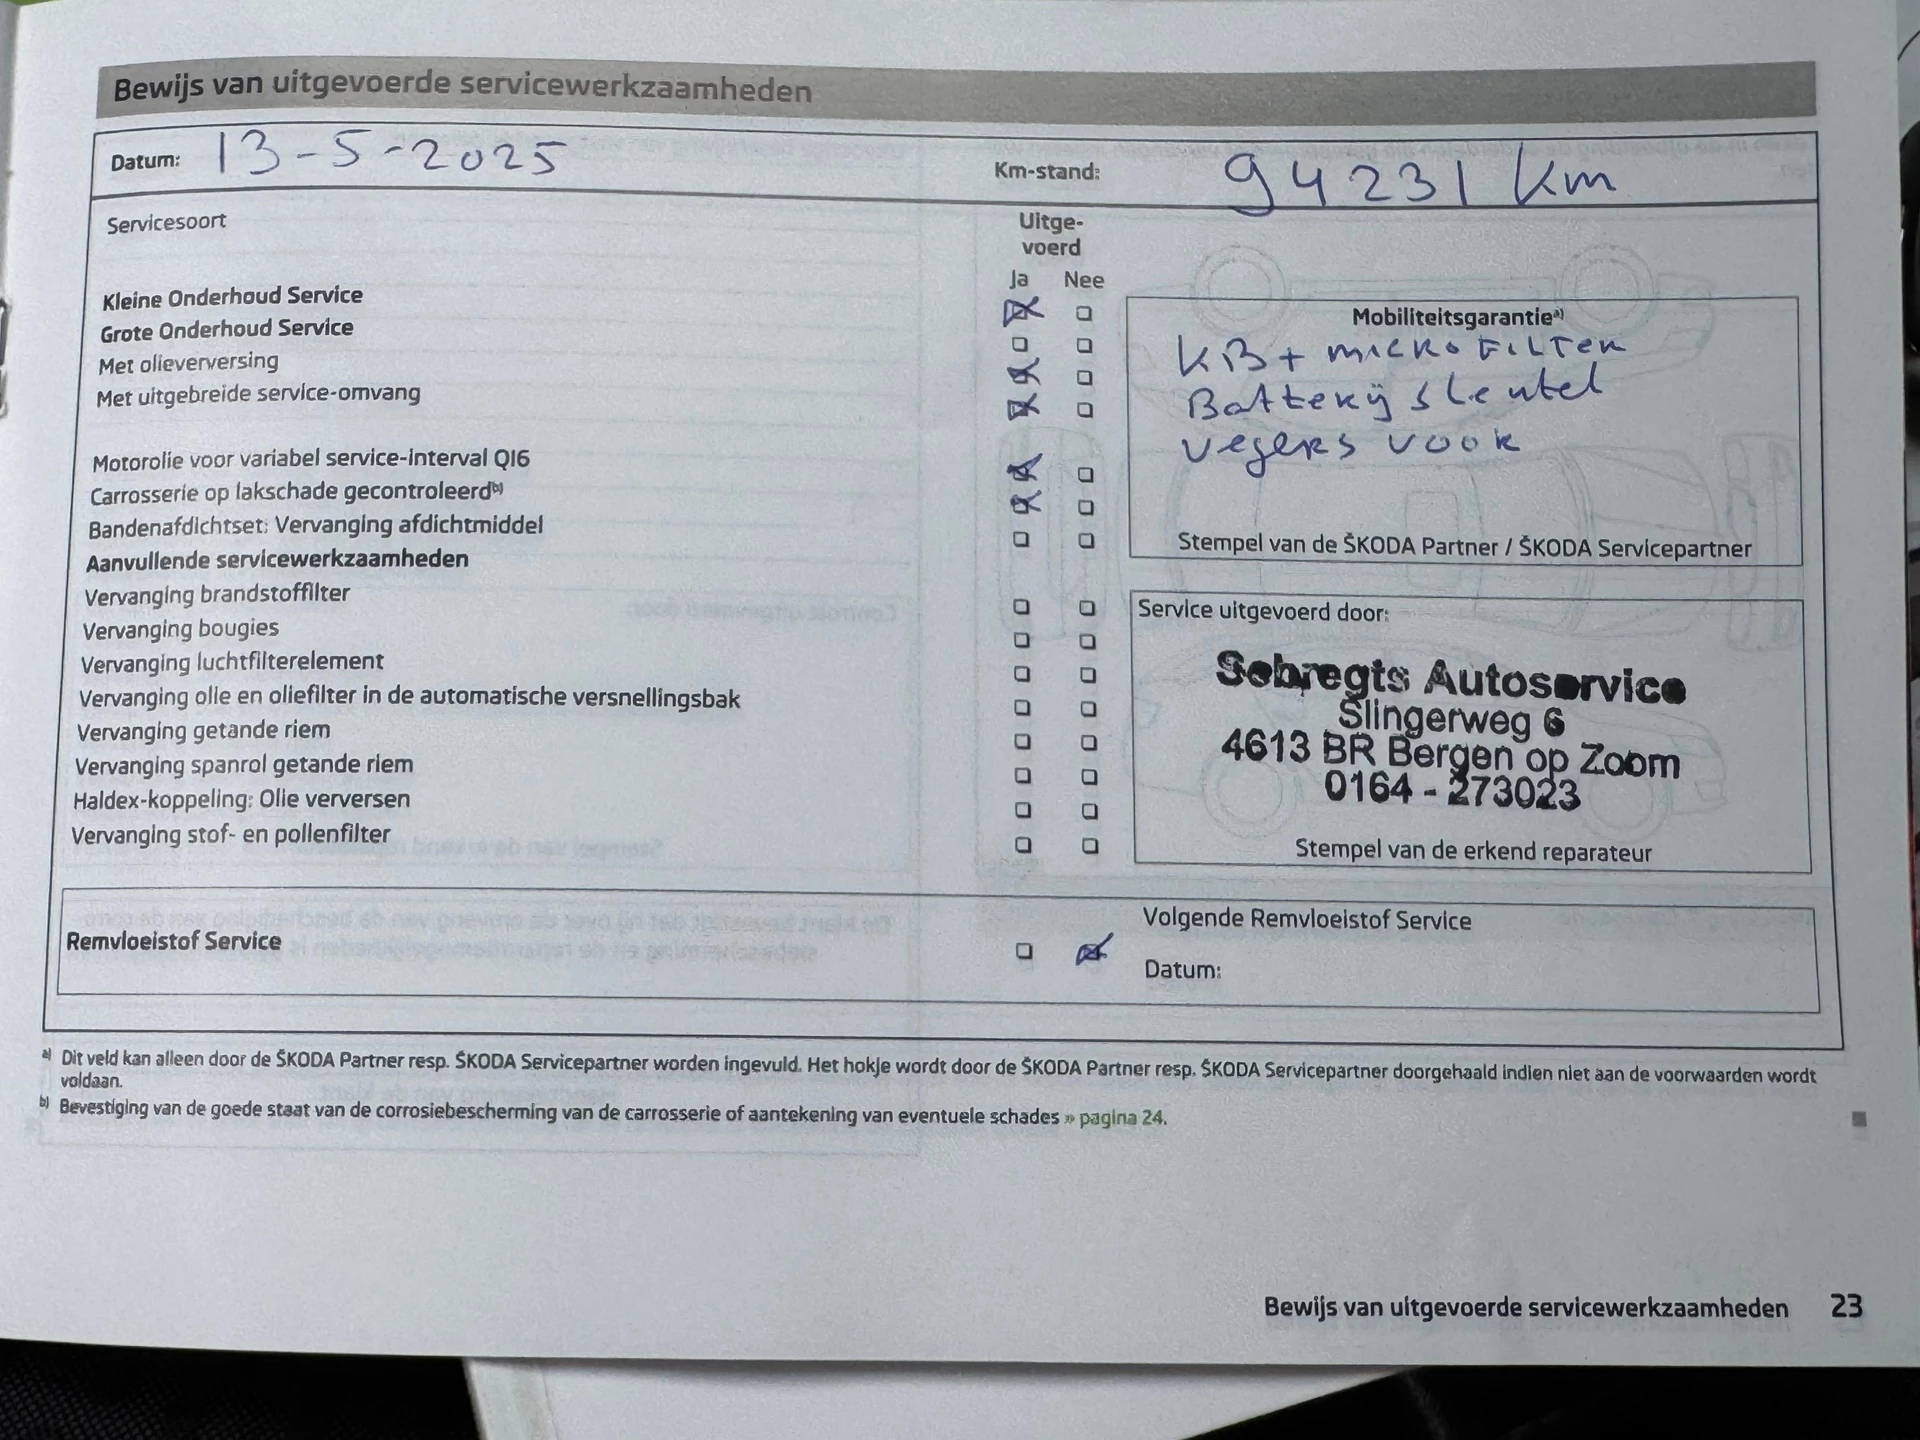 Bewijs van uitgevoerde servicewerkzaamheden
Datum: 13-5-2025
Km-stand: 94231 Km
Servicesoort
Uitge-
voerd
Ja Nee
Kleine Onderhoud Service
Grote Onderhoud Service
Met olieverversing
Met uitgebreide service-omvang
Motorolie voor variabel service-interval QI6
Carrosserie op lakschade gecontroleerd b)
Bandenafdichtset: Vervanging afdichtmiddel
Aanvullende servicewerkzaamheden
Vervanging brandstoffilter
Vervanging bougies
Vervanging luchtfilterelement
Vervanging olie en oliefilter in de automatische versnellingsbak
Vervanging getande riem
Vervanging spanrol getande riem
Haldex-koppeling: Olie verversen
Vervanging stof- en pollenfilter
Mobiliteitsgarantie a)
KB + microFilter
Batterij sleutel
vegers voor
Stempel van de ŠKODA Partner / ŠKODA Servicepartner
Service uitgevoerd door:
Sebregts Autoservice
Slingerweg 6
4613 BR Bergen op Zoom
0164 - 273023
Stempel van de erkend reparateur
Remvloeistof Service
Volgende Remvloeistof Service
Datum:
a) Dit veld kan alleen door de ŠKODA Partner resp. ŠKODA Servicepartner worden ingevuld. Het hokje wordt door de ŠKODA Partner resp. ŠKODA Servicepartner doorgehaald indien niet aan de voorwaarden wordt
voldaan.
b) Bevestiging van de goede staat van de corrosiebescherming van de carrosserie of aantekening van eventuele schades » pagina 24.
Bewijs van uitgevoerde servicewerkzaamheden 23